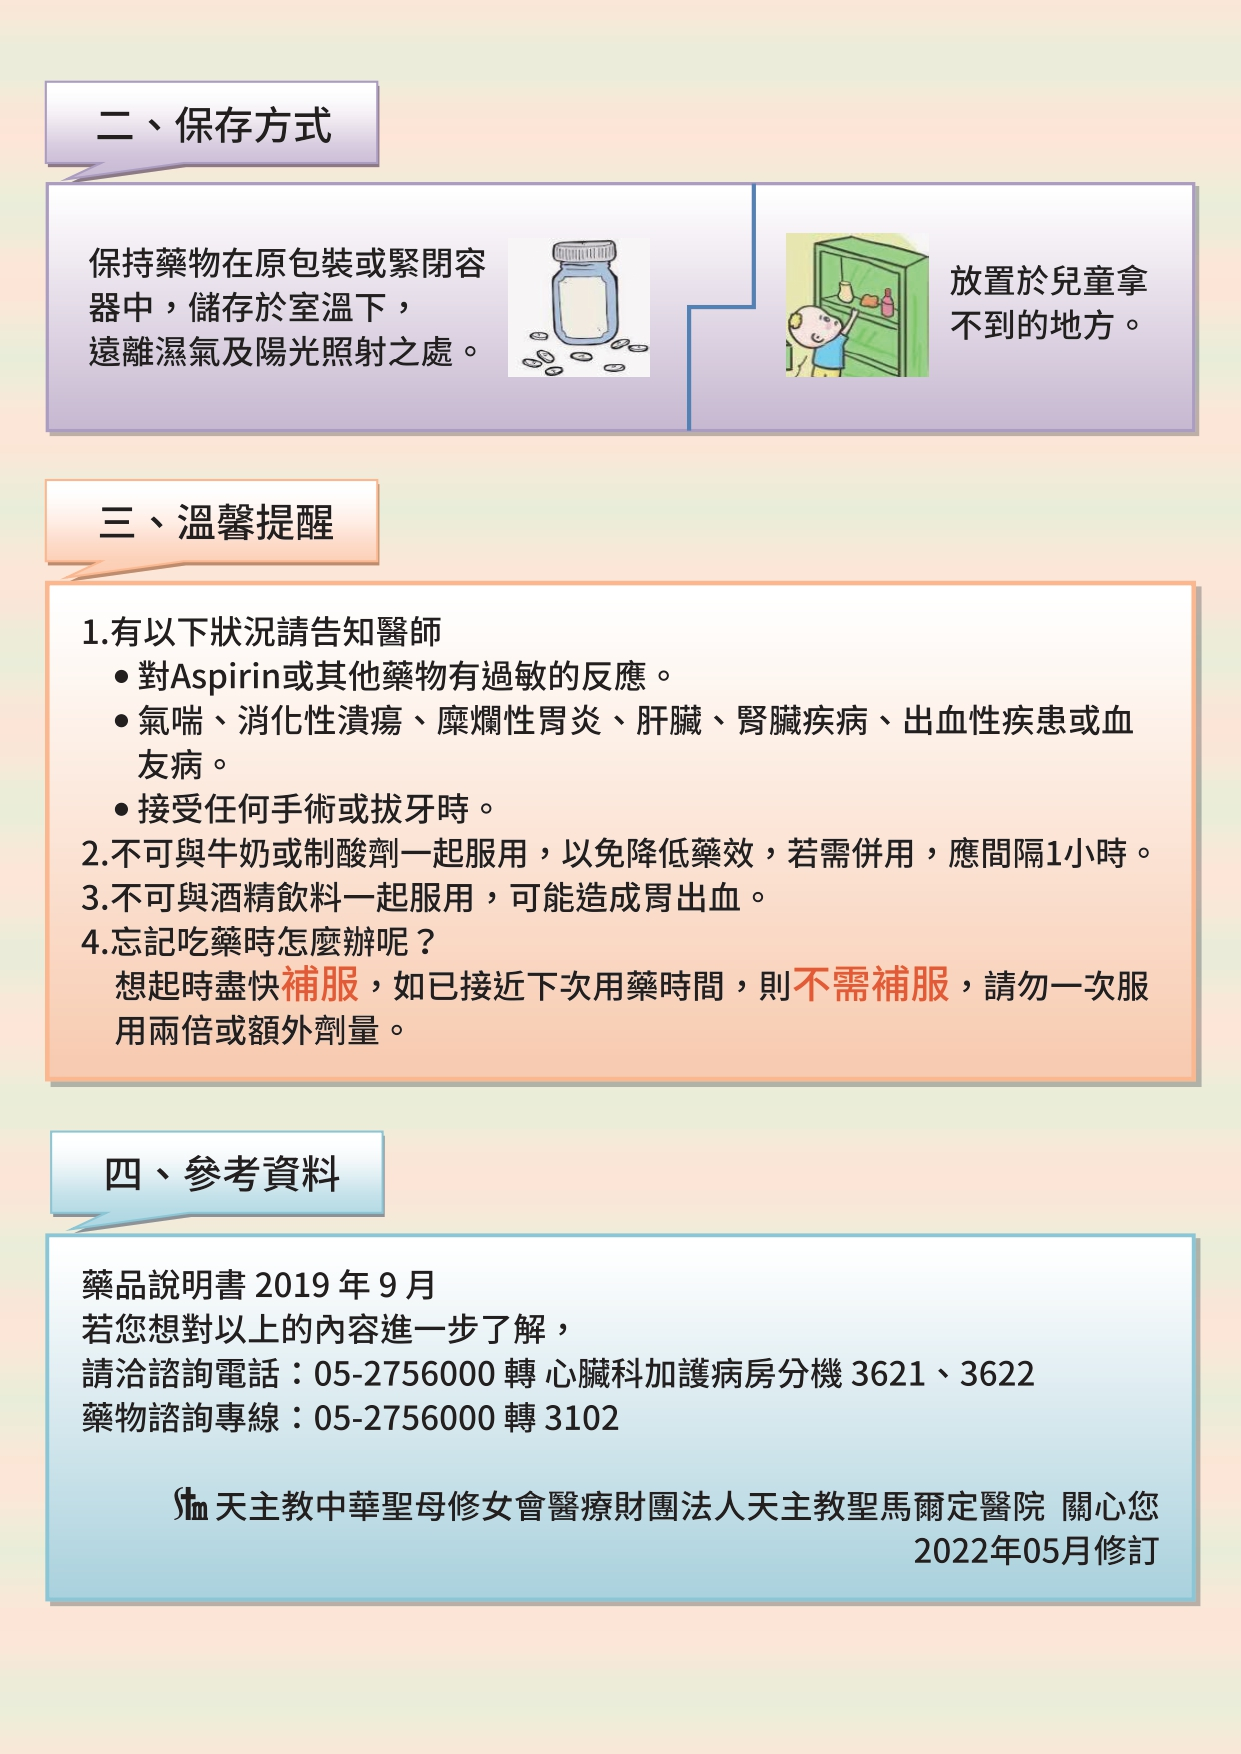 二、保存方式
保持藥物在原包裝或緊閉容
器中，儲存於室溫下，
遠離濕氣及陽光照射之處。
放置於兒童拿
不到的地方。
三、溫馨提醒
1.有以下狀況請告知醫師
•對Aspirin或其他藥物有過敏的反應。
•氣喘、消化性潰瘍、糜爛性胃炎、肝臟、腎臟疾病、出血性疾患或血
友病。
•接受任何手術或拔牙時。
2.不可與牛奶或制酸劑一起服用，以免降低藥效，若需併用，應間隔1小時。
3.不可與酒精飲料一起服用，可能造成胃出血。
4.忘記吃藥時怎麼辦呢？
想起時盡快補服，如已接近下次用藥時間，則不需補服，請勿一次服
用兩倍或額外劑量。
四、參考資料
藥品說明書 2019 年 9 月
若您想對以上的內容進一步了解，
請洽諮詢電話：05-2756000 轉 心臟科加護病房分機 3621、3622
藥物諮詢專線：05-2756000 轉 3102
Stm 天主教中華聖母修女會醫療財團法人天主教聖馬爾定醫院 關心您
2022年05月修訂